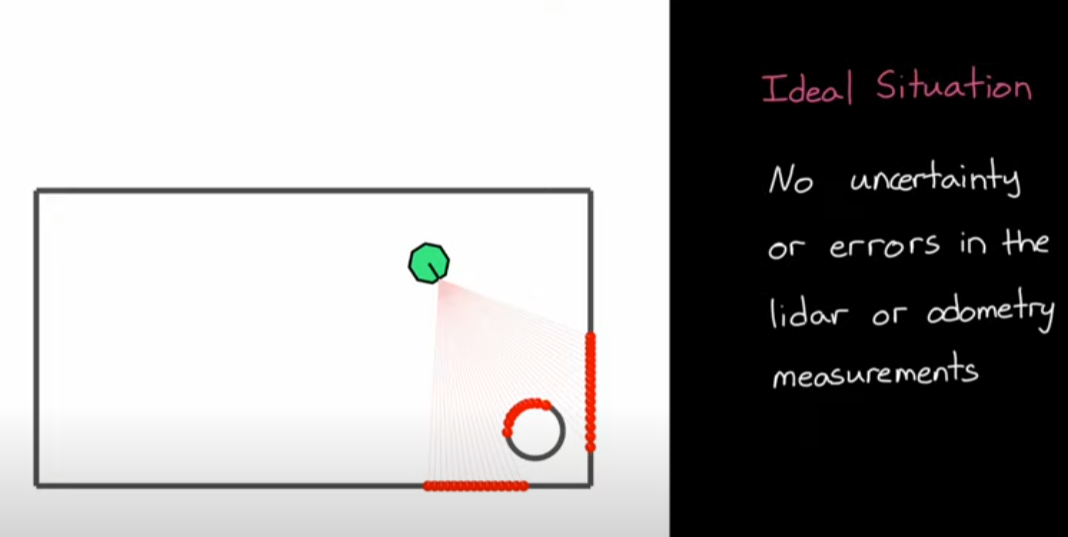 Ideal Situation
No uncertainty
or errors in the
lidar or odometry
measurements